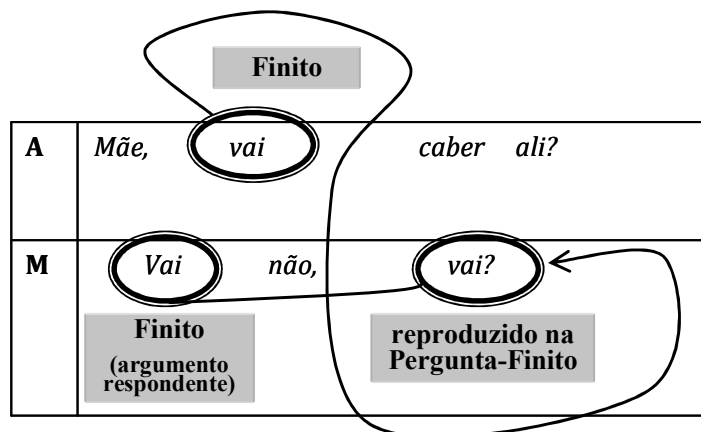 Finito
A Mãe, vai caber ali?
M Vai não, vai?
Finito
(argumento
respondente)
reproduzido na
Pergunta-Finito